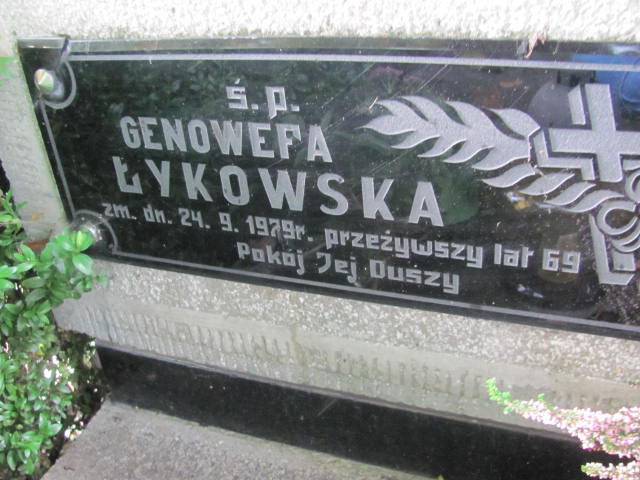 ś.p.
GENOWEFA
ŁYKOWSKA
zm. dn. 24. 9. 1979r. przeżywszy lat 69
Pokój Jej Duszy